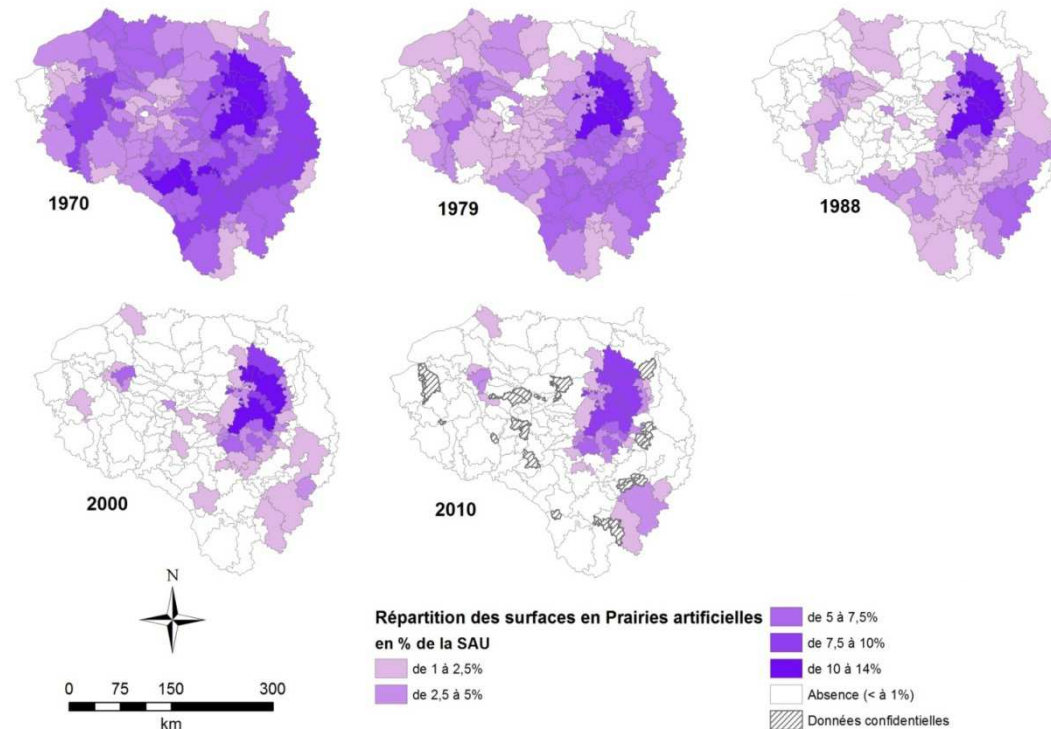 1970
1979
1988
2000
2010
N
0 75 150 300
km
Répartition des surfaces en Prairies artificielles
en % de la SAU
de 1 à 2,5%
de 2,5 à 5%
de 5 à 7,5%
de 7,5 à 10%
de 10 à 14%
Absence (< à 1%)
Données confidentielles